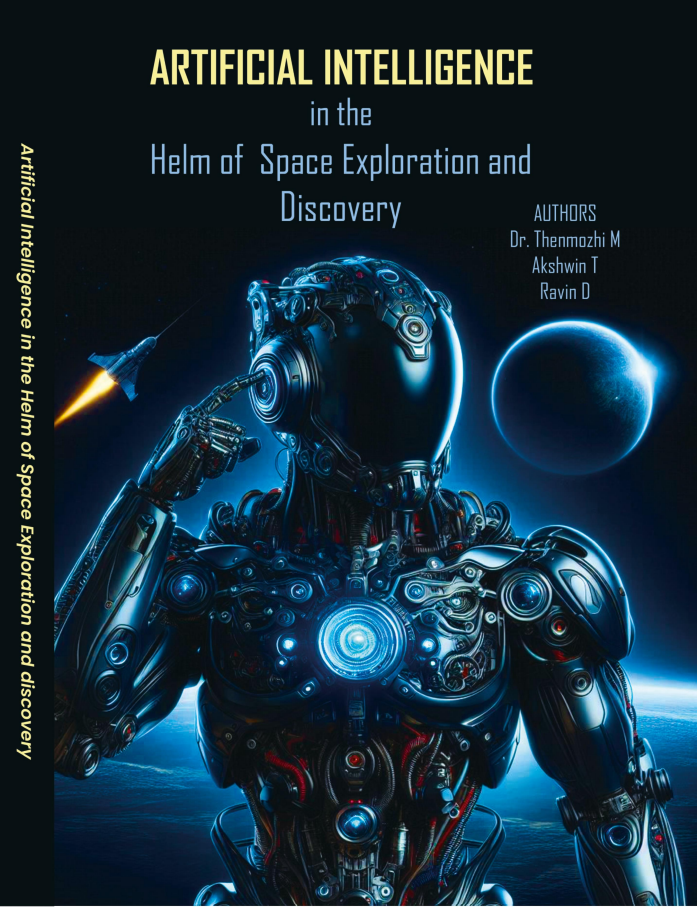 ARTIFICIAL INTELLIGENCE
in the
Helm of Space Exploration and
Discovery
AUTHORS
Dr. Thenmozhi M
Akshwin T
Ravin D
Artificial Intelligence in the Helm of Space Exploration and discovery